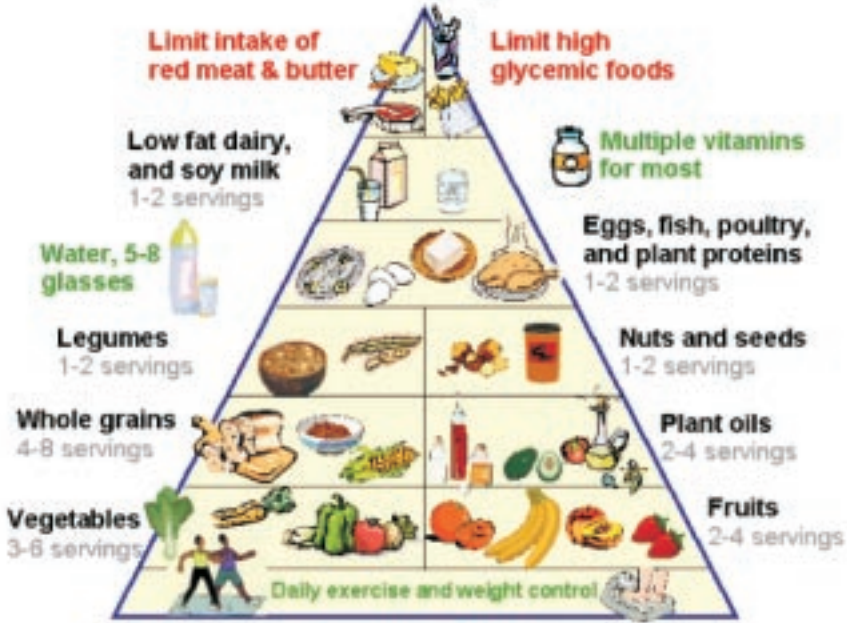 Limit intake of
red meat & butter
Limit high
glycemic foods
Low fat dairy,
and soy milk
1-2 servings
Multiple vitamins
for most
Water, 5-8
glasses
Eggs, fish, poultry,
and plant proteins
1-2 servings
Legumes
1-2 servings
Nuts and seeds
1-2 servings
Whole grains
4-8 servings
Plant oils
2-4 servings
Vegetables
3-6 servings
Fruits
2-4 servings
Daily exercise and weight control